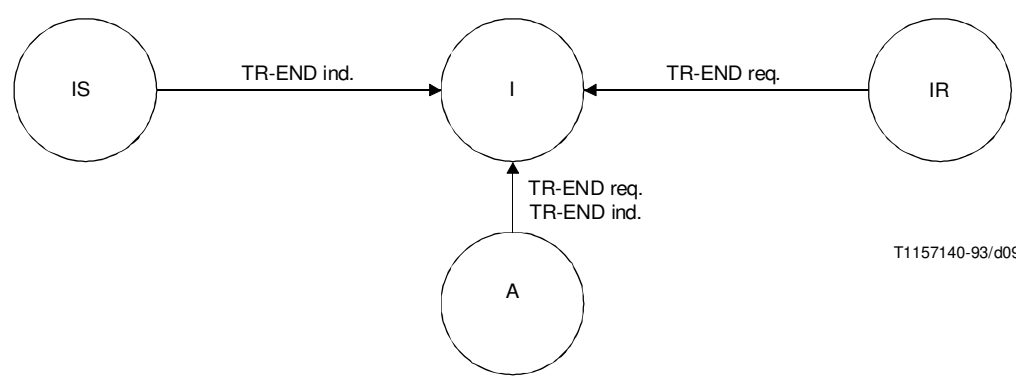 TR-END ind.
TR-END req.
IS
I
IR
TR-END req.
TR-END ind.
T1157140-93/d09
A